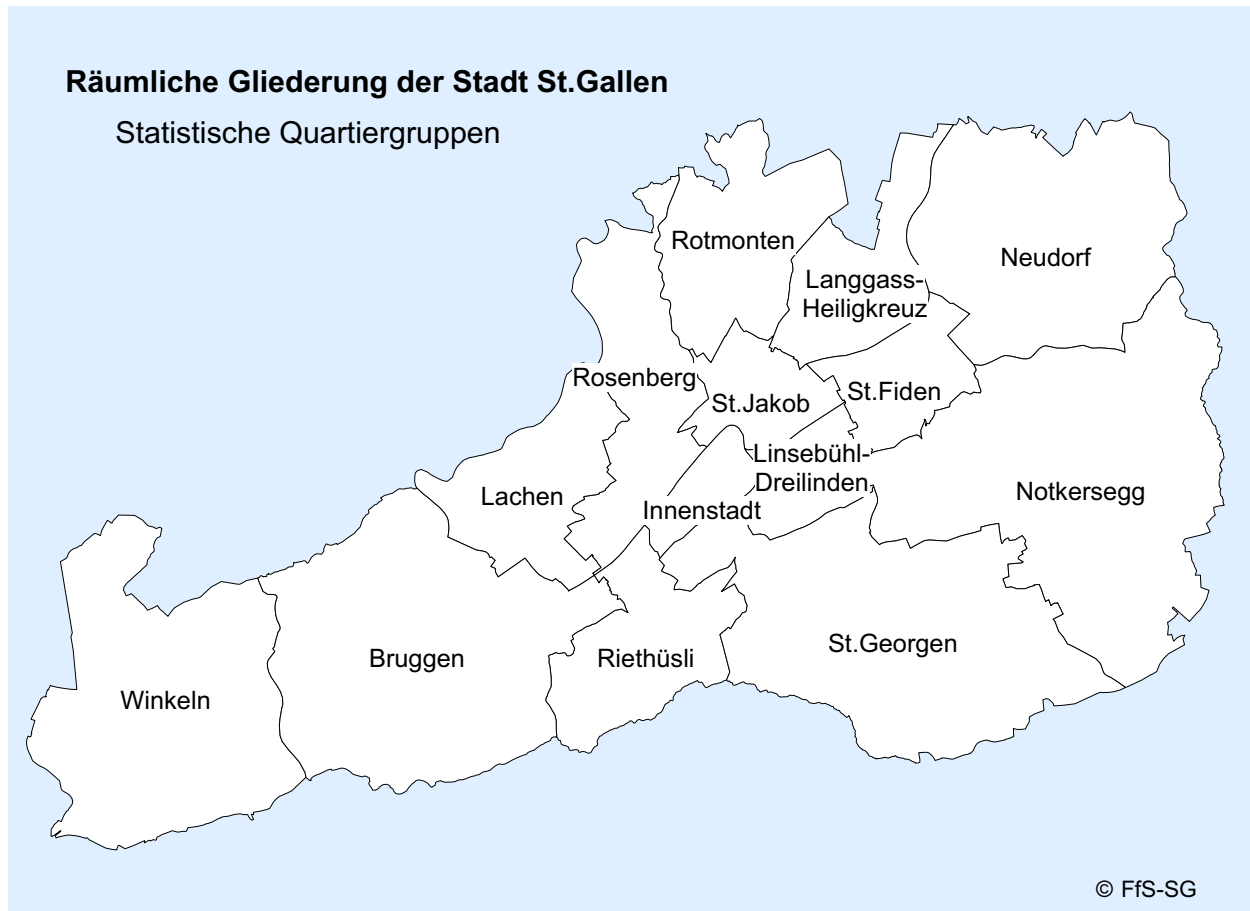 Räumliche Gliederung der Stadt St.Gallen
Statistische Quartiergruppen
Rotmonten
Neudorf
Langgass-
Heiligkreuz
Rosenberg
St.Fiden
St.Jakob
Linsebühl-
Dreilinden
Lachen
Notkersegg
Innenstadt
St.Georgen
Bruggen
Riethüsli
Winkeln
© FfS-SG